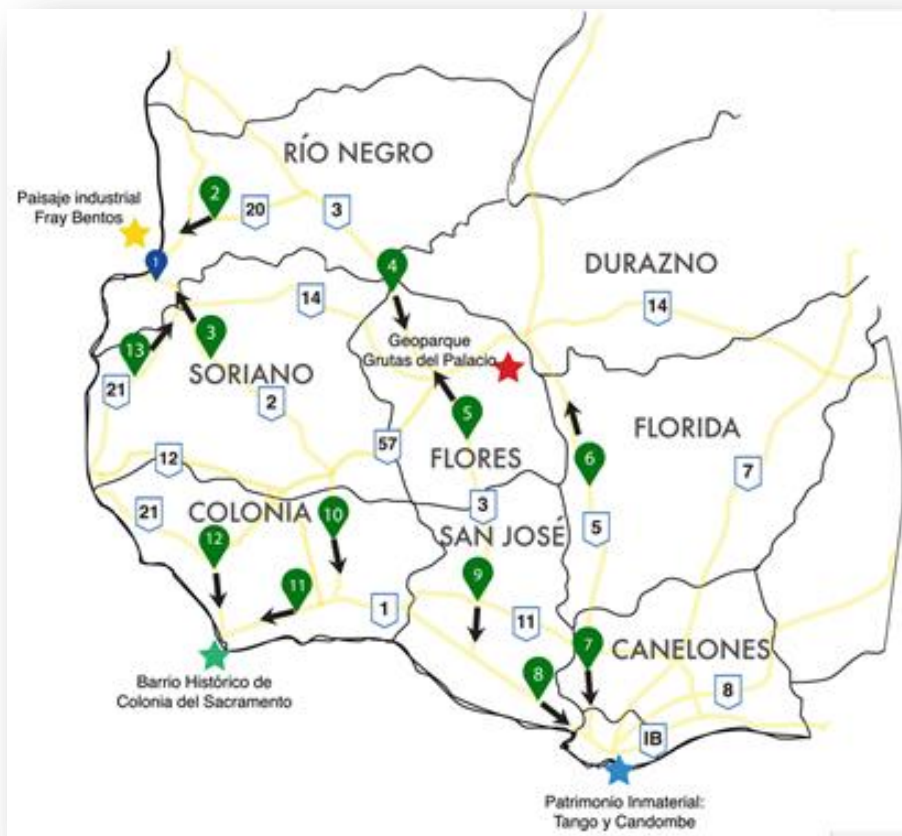 RÍO NEGRO
Paisaje industrial
Fray Bentos
2
20
3
1
4
DURAZNO
14
14
Geoparque
Grutas del Palacio
13
3
SORIANO
21
2
5
FLORIDA
57
FLORES
6
7
12
3
21
COLONIA
10
SAN JOSÉ
5
12
9
11
1
11
7
CANELONES
8
8
IB
Barrio Histórico de
Colonia del Sacramento
Patrimonio Inmaterial:
Tango y Candombe